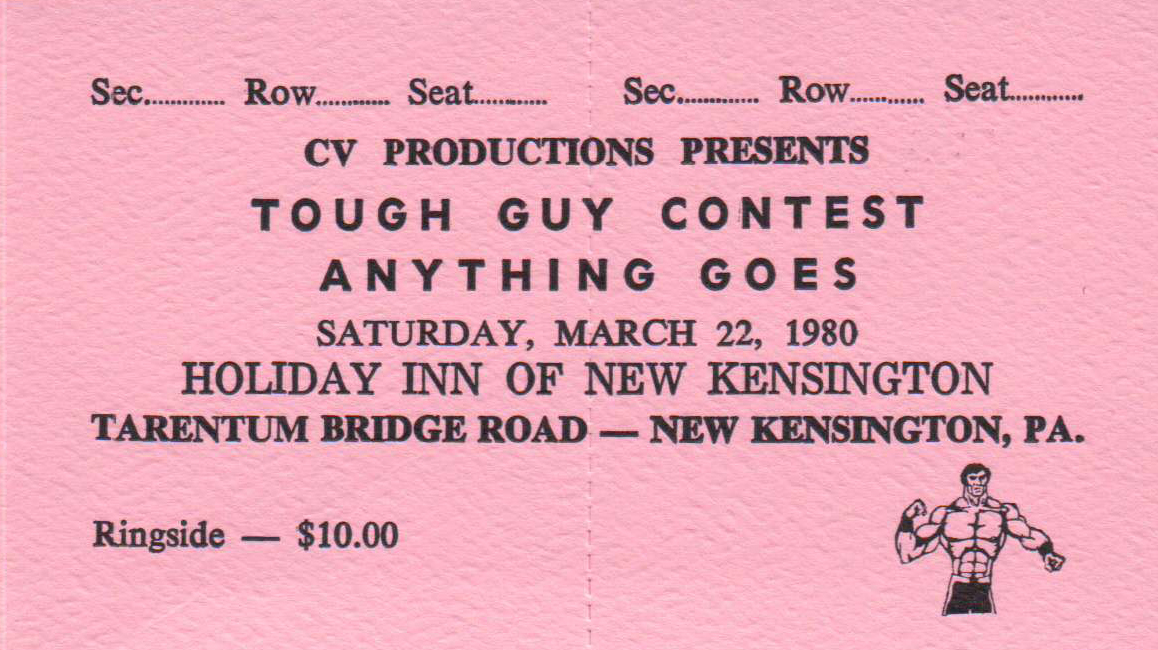 Sec............ Row............ Seat............ Sec............ Row............ Seat............
CV PRODUCTIONS PRESENTS
TOUGH GUY CONTEST
ANYTHING GOES
SATURDAY, MARCH 22, 1980
HOLIDAY INN OF NEW KENSINGTON
TARENTUM BRIDGE ROAD — NEW KENSINGTON, PA.
Ringside — $10.00